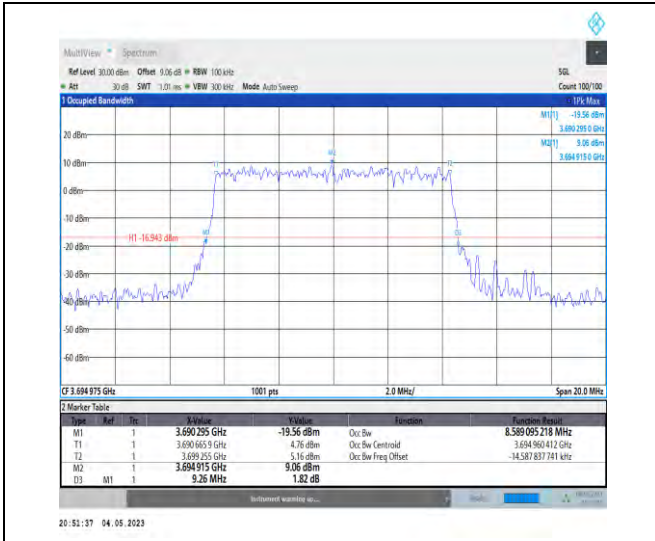 MultiView Spectrum
Ref Level 30.00 dBm Offset 9.06 dB RBW 100 kHz SGL
Att 30 dB SWT 1.01 ms VBW 300 kHz Mode Auto Sweep Count 100/100
1 Occupied Bandwidth 1Pk Max
M1[1] -19.56 dBm
3.690 295 0 GHz
M2[1] 9.06 dBm
3.694 915 0 GHz
20 dBm
M2
10 dBm
T1 T2
0 dBm
-10 dBm
M1 D3
H1 -16.943 dBm
-20 dBm
-30 dBm
-40 dBm
-50 dBm
-60 dBm
CF 3.694 975 GHz 1001 pts 2.0 MHz/ Span 20.0 MHz
2 Marker Table
Type Ref Trc X-Value Y-Value Function Function Result
M1 1 3.690 295 GHz -19.56 dBm Occ Bw 8.589 095 218 MHz
T1 1 3.690 665 9 GHz 4.76 dBm Occ Bw Centroid 3.694 960 412 GHz
T2 1 3.699 255 GHz 5.16 dBm Occ Bw Freq Offset -14.587 837 741 kHz
M2 1 3.694 915 GHz 9.06 dBm
D3 M1 1 9.26 MHz 1.82 dB
Instrument warming up...
20:51:37 04.05.2023